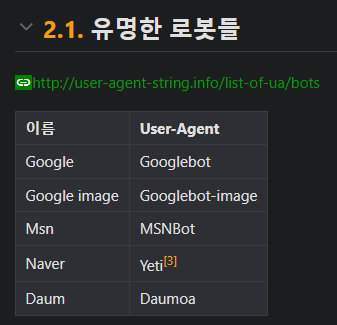 2.1. 유명한 로봇들
http://user-agent-string.info/list-of-ua/bots
이름 User-Agent
Google Googlebot
Google image Googlebot-image
Msn MSNBot
Naver Yeti[3]
Daum Daumoa